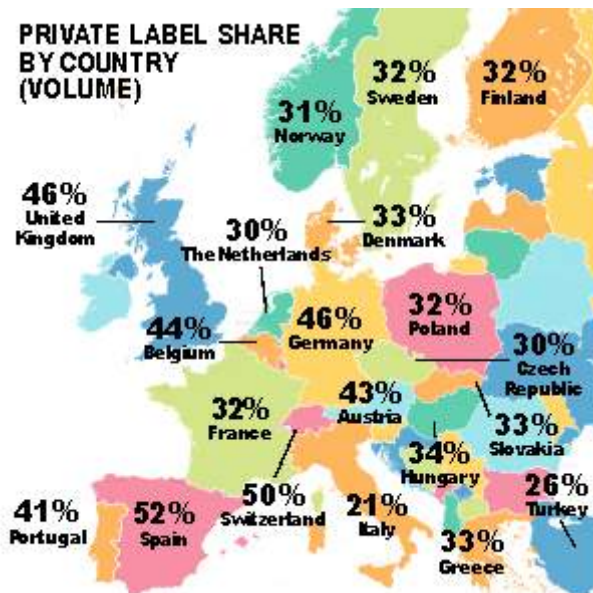 PRIVATE LABEL SHARE
BY COUNTRY
(VOLUME)
32%
Sweden
32%
Finland
31%
Norway
46%
United
Kingdom
30%
The Netherlands
33%
Denmark
44%
Belgium
46%
Germany
32%
Poland
30%
Czech
Republic
32%
France
43%
Austria
33%
Slovakia
34%
Hungary
41%
Portugal
52%
Spain
50%
Switzerland
21%
Italy
33%
Greece
26%
Turkey